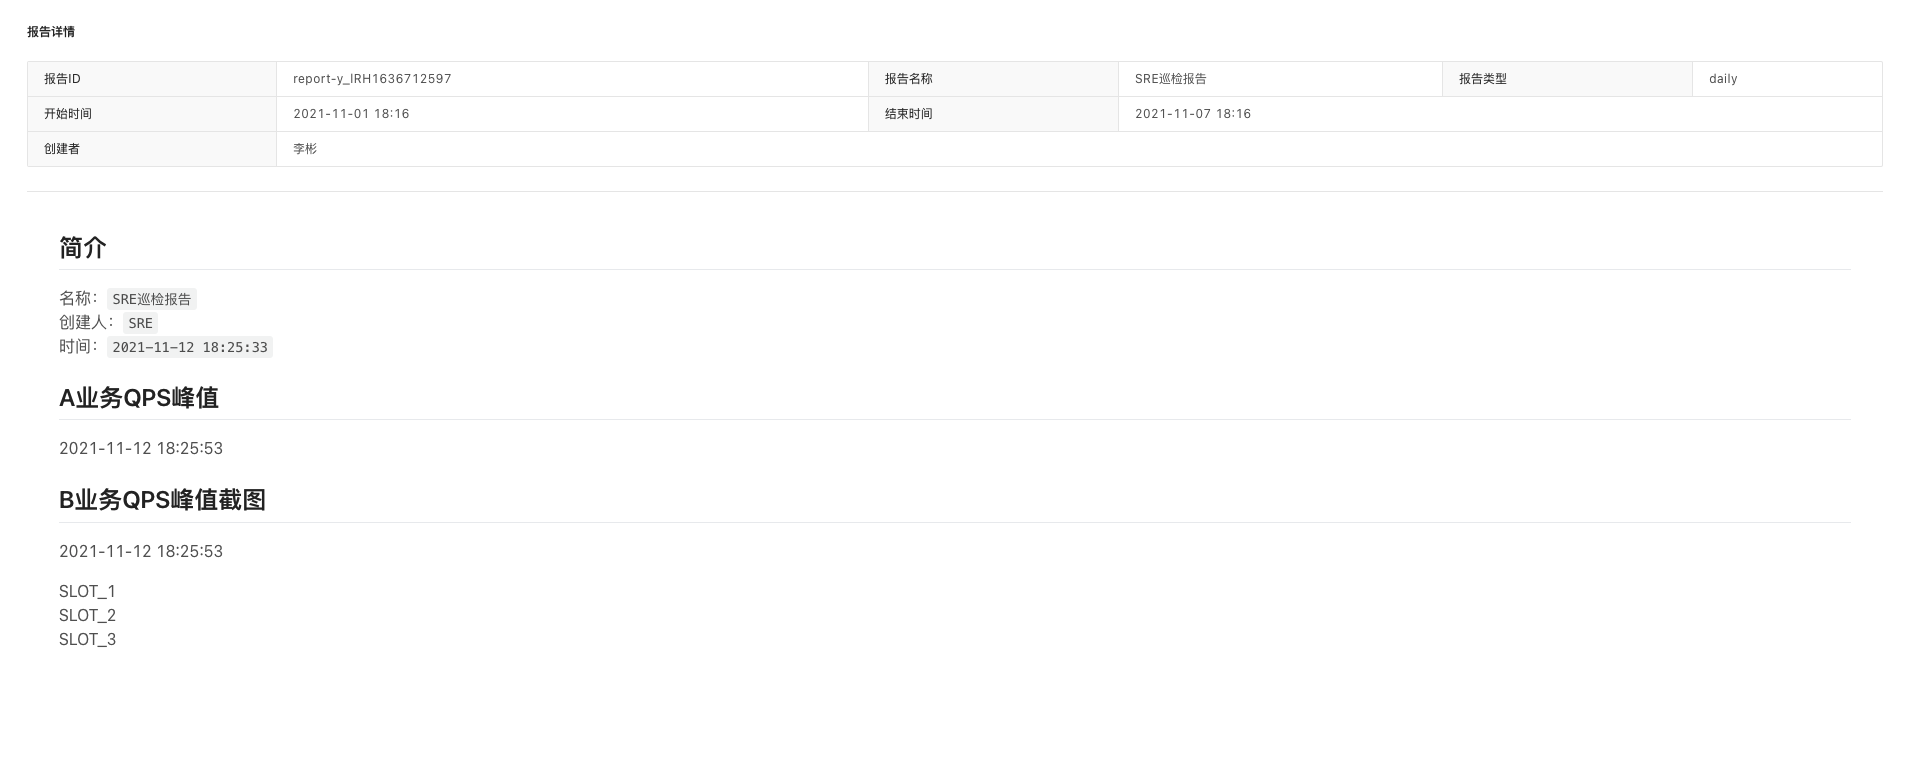 报告详情
报告ID report-y_IRH1636712597 报告名称 SRE巡检报告 报告类型 daily
开始时间 2021-11-01 18:16 结束时间 2021-11-07 18:16
创建者 李彬
简介
名称： SRE巡检报告
创建人： SRE
时间： 2021-11-12 18:25:33
A业务QPS峰值
2021-11-12 18:25:53
B业务QPS峰值截图
2021-11-12 18:25:53
SLOT_1
SLOT_2
SLOT_3